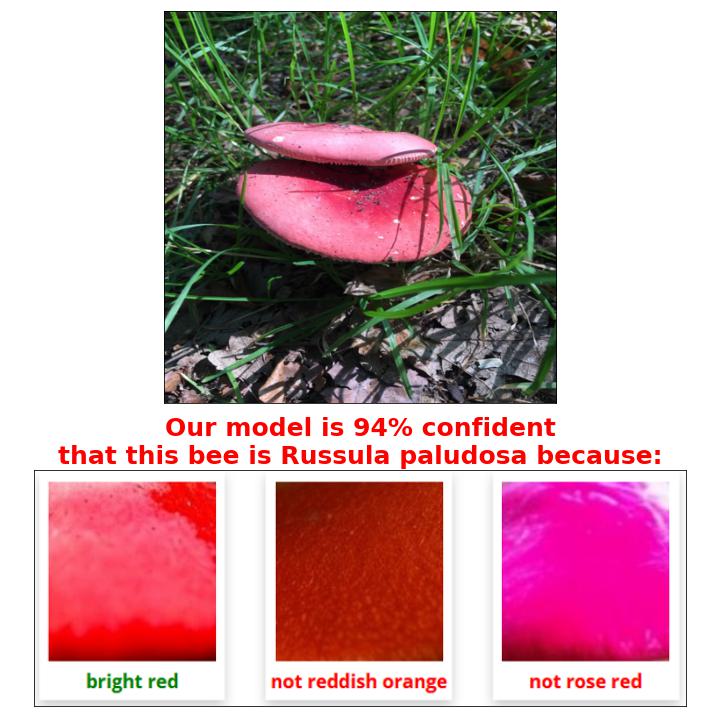 Our model is 94% confident
that this bee is Russula paludosa because:
bright red
not reddish orange
not rose red